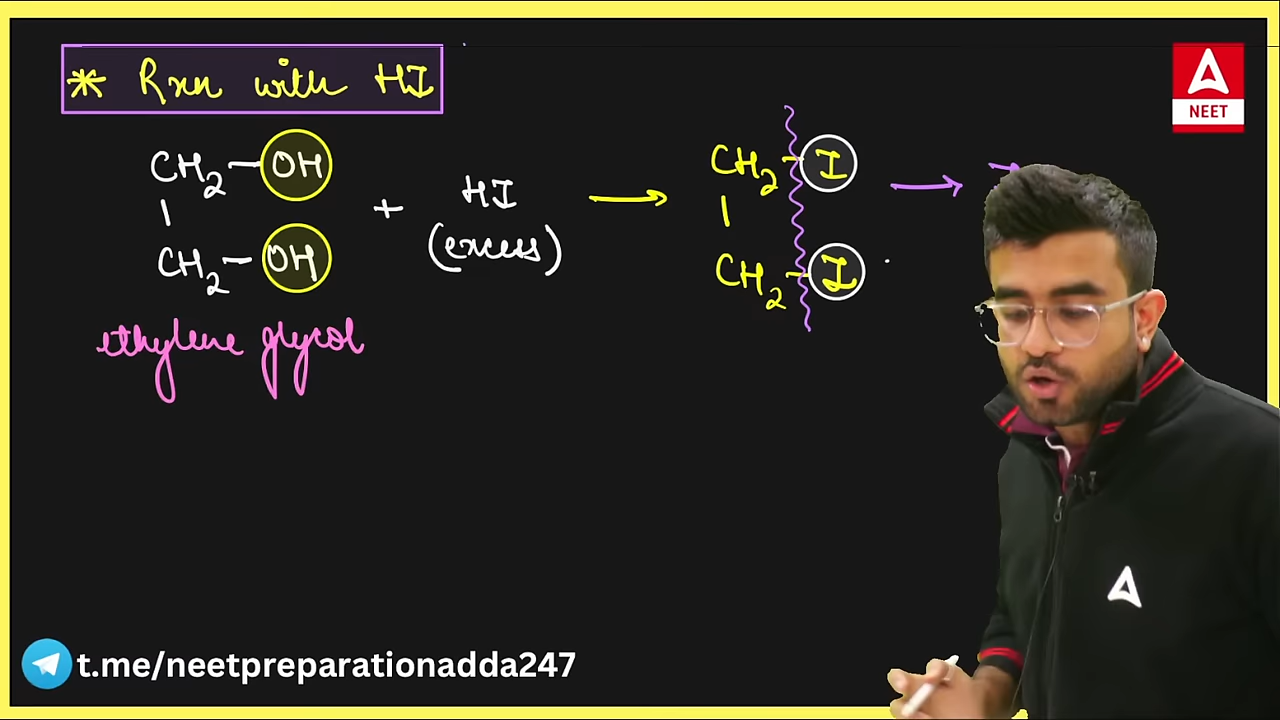 * Rxn with HI
NEET
CH2-OH
|
CH2-OH
+ HI
(excess)
→
CH2-I
|
CH2-I
→
ethylene glycol
t.me/neetpreparationadda247